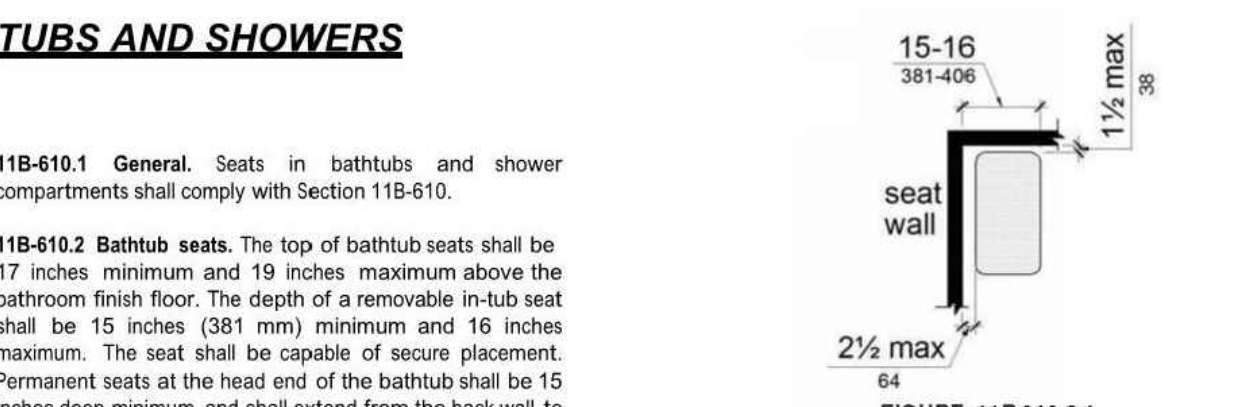 TUBS AND SHOWERS
11B-610.1 General. Seats in bathtubs and shower
compartments shall comply with Section 11B-610.
11B-610.2 Bathtub seats. The top of bathtub seats shall be
17 inches minimum and 19 inches maximum above the
bathroom finish floor. The depth of a removable in-tub seat
shall be 15 inches (381 mm) minimum and 16 inches
maximum. The seat shall be capable of secure placement.
Permanent seats at the head end of the bathtub shall be 15
inches deep minimum and shall extend from the back wall to
15-16
381-406
1½ max
38
seat
wall
2½ max
64